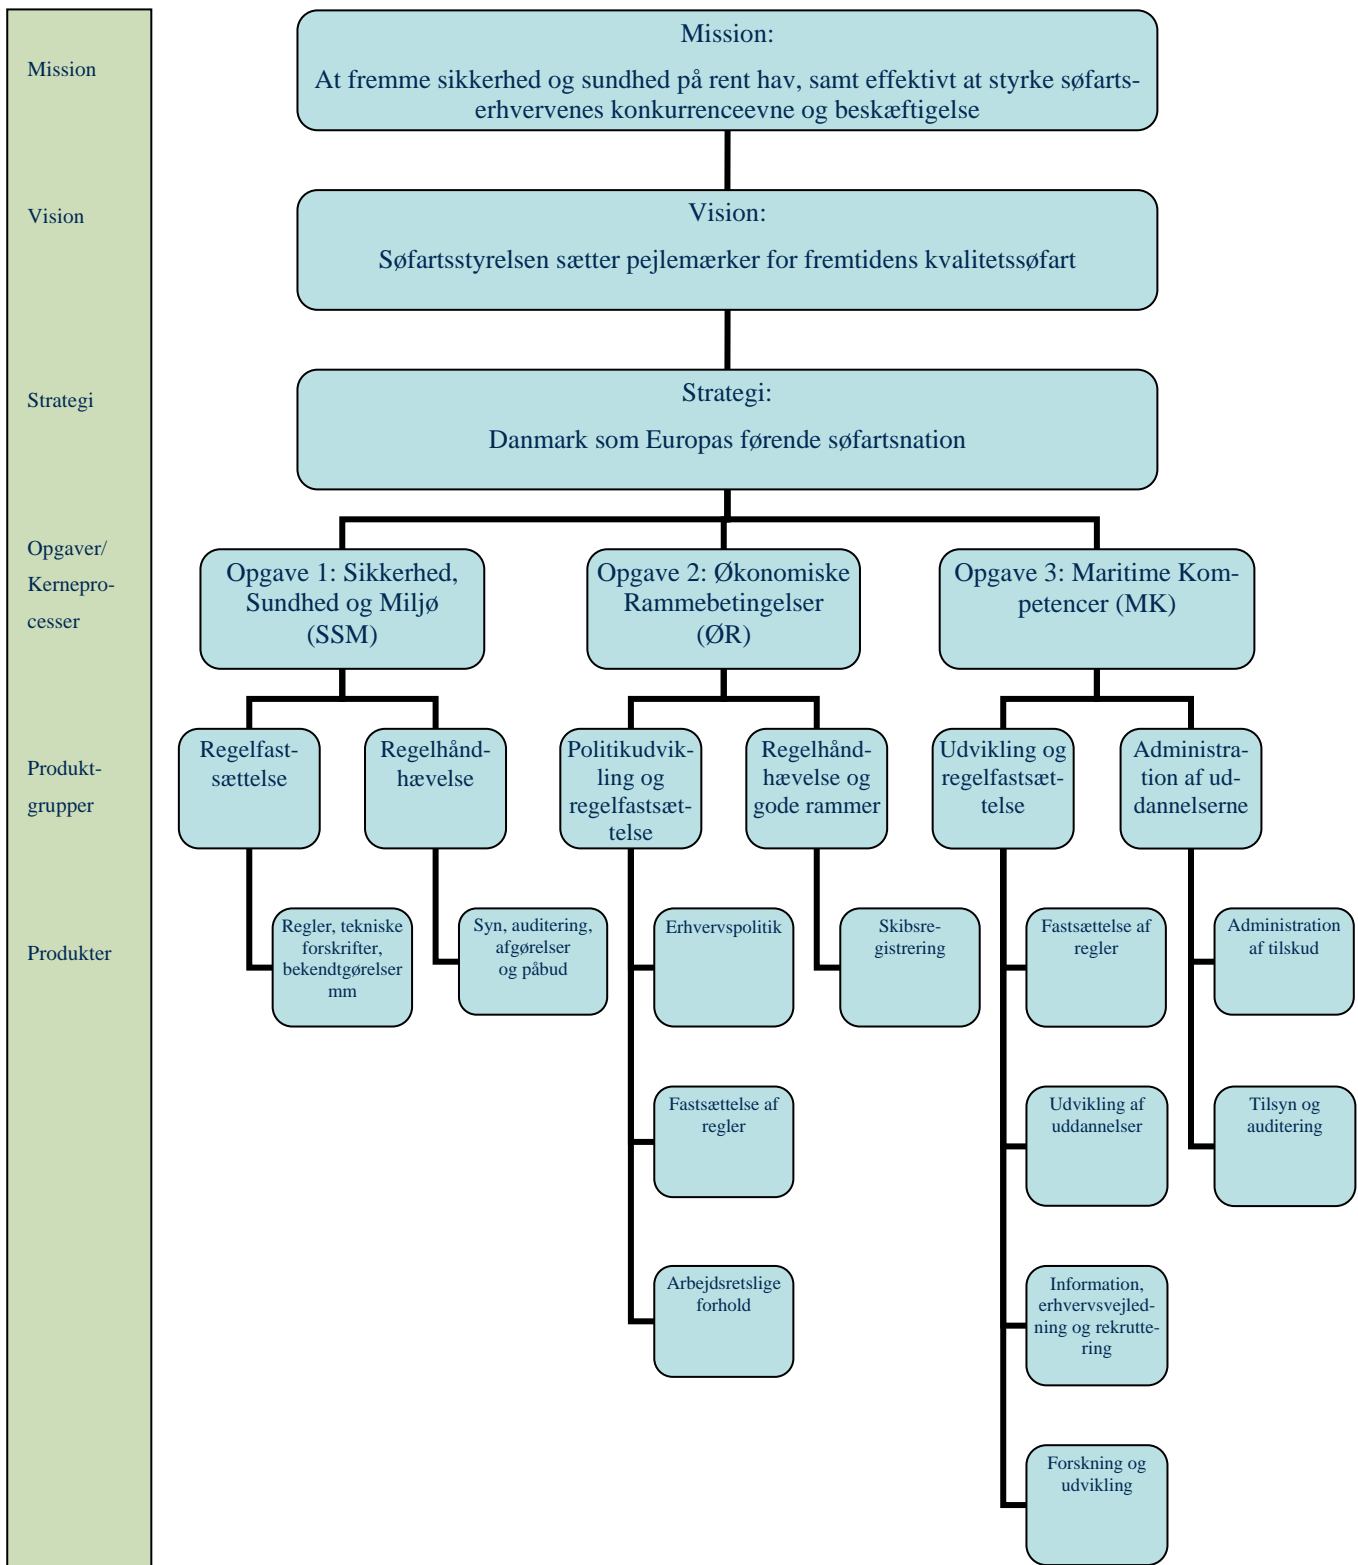 Mission
Mission:
At fremme sikkerhed og sundhed på rent hav, samt effektivt at styrke søfarts-
erhvervenes konkurrenceevne og beskæftigelse
Vision
Vision:
Søfartsstyrelsen sætter pejlemærker for fremtidens kvalitetssøfart
Strategi
Strategi:
Danmark som Europas førende søfartsnation
Opgaver/
Kernepro-
cesser
Opgave 1: Sikkerhed,
Sundhed og Miljø
(SSM)
Opgave 2: Økonomiske
Rammebetingelser
(ØR)
Opgave 3: Maritime Kom-
petencer (MK)
Produkt-
grupper
Regelfast-
sættelse
Regelhånd-
hævelse
Politikudvik-
ling og
regelfastsæt-
telse
Regelhånd-
hævelse og
gode rammer
Udvikling og
regelfastsæt-
telse
Administra-
tion af ud-
dannelserne
Produkter
Regler, tekniske
forskrifter,
bekendtgørelser
mm
Syn, auditering,
afgørelser
og påbud
Erhvervspolitik
Skibsre-
gistrering
Fastsættelse af
regler
Administration
af tilskud
Fastsættelse af
regler
Udvikling af
uddannelser
Tilsyn og
auditering
Arbejdsretslige
forhold
Information,
erhvervsvejled-
ning og rekrutte-
ring
Forskning og
udvikling